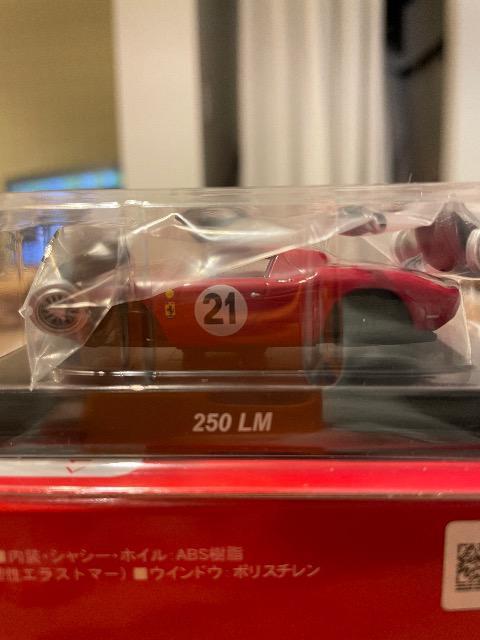 21
250 LM
■内装・シャシー・ホイル：ABS樹脂
性エラストマー） ■ウインドウ：ポリスチレン